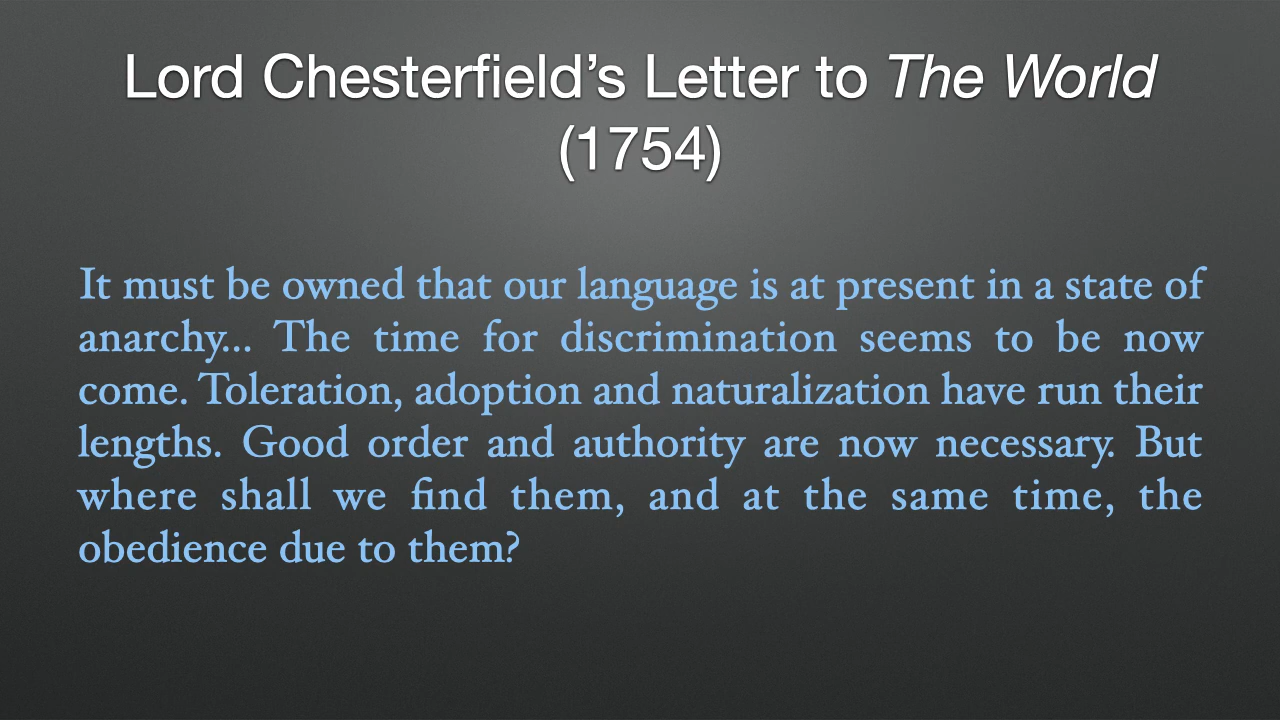 Lord Chesterfield’s Letter to The World
(1754)
It must be owned that our language is at present in a state of
anarchy... The time for discrimination seems to be now
come. Toleration, adoption and naturalization have run their
lengths. Good order and authority are now necessary. But
where shall we find them, and at the same time, the
obedience due to them?